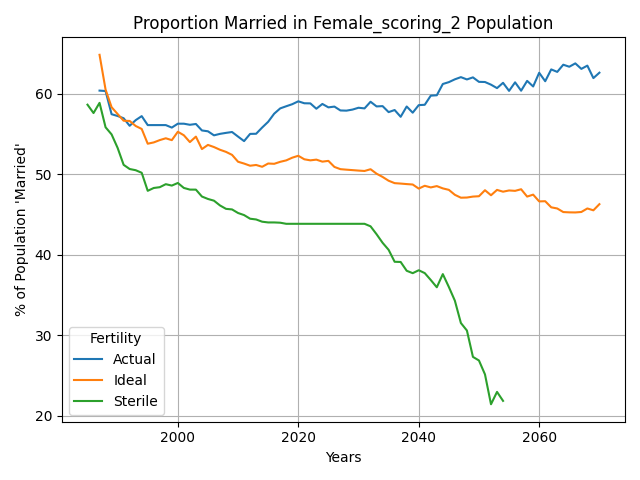 Proportion Married in Female_scoring_2 Population
% of Population 'Married'
60
50
40
30
20
Fertility
Actual
Ideal
Sterile
2000 2020 2040 2060
Years